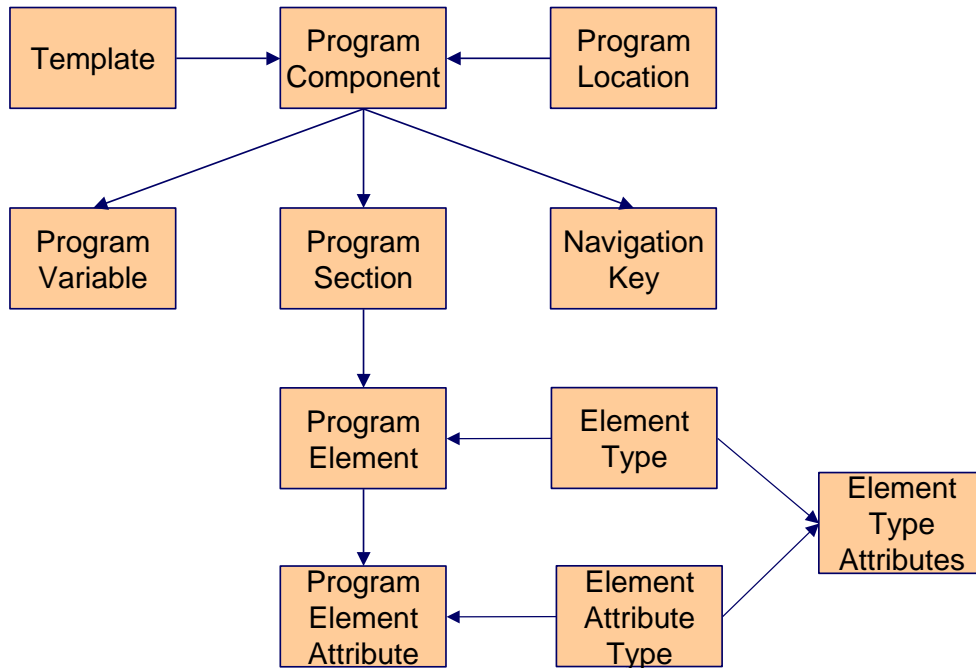 Template
Program
Component
Program
Location
Program
Variable
Program
Section
Navigation
Key
Program
Element
Element
Type
Element
Type
Attributes
Program
Element
Attribute
Element
Attribute
Type